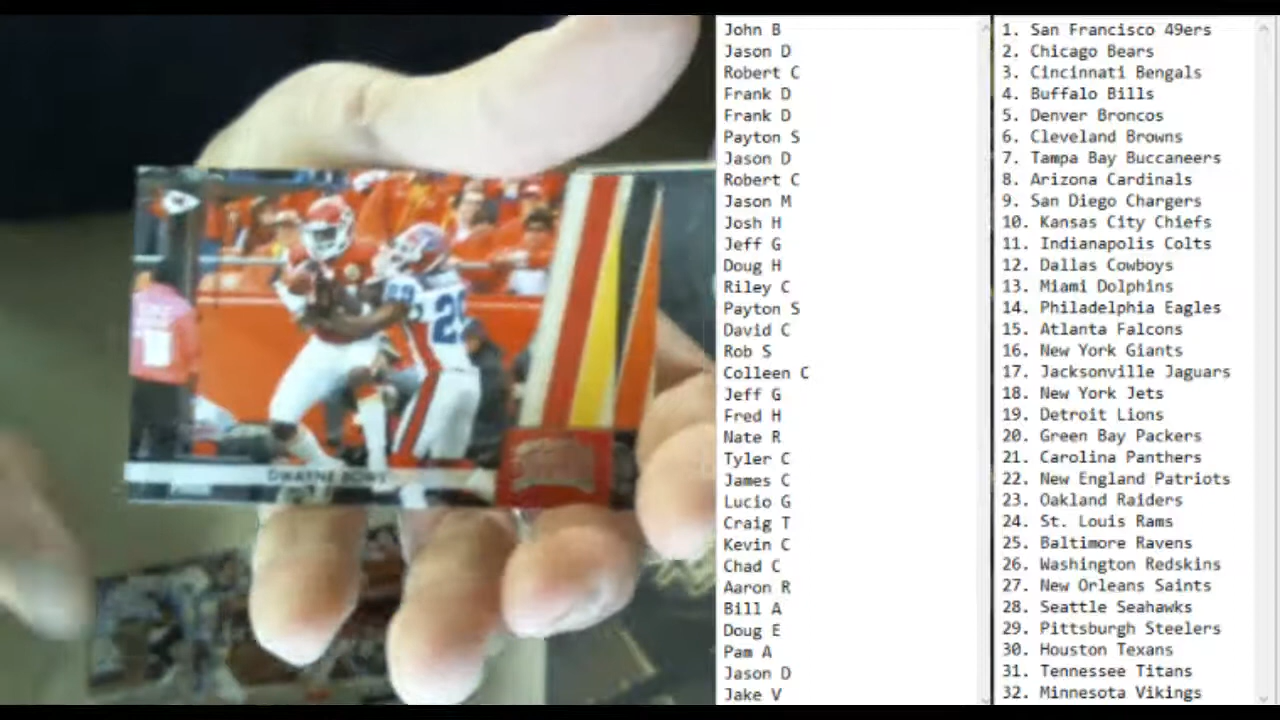 John B
Jason D
Robert C
Frank D
Frank D
Payton S
Jason D
Robert C
Jason M
Josh H
Jeff G
Doug H
Riley C
Payton S
David C
Rob S
Colleen C
Jeff G
Fred H
Nate R
Tyler C
James C
Lucio G
Craig T
Kevin C
Chad C
Aaron R
Bill A
Doug E
Pam A
Jason D
Jake V
1. San Francisco 49ers
2. Chicago Bears
3. Cincinnati Bengals
4. Buffalo Bills
5. Denver Broncos
6. Cleveland Browns
7. Tampa Bay Buccaneers
8. Arizona Cardinals
9. San Diego Chargers
10. Kansas City Chiefs
11. Indianapolis Colts
12. Dallas Cowboys
13. Miami Dolphins
14. Philadelphia Eagles
15. Atlanta Falcons
16. New York Giants
17. Jacksonville Jaguars
18. New York Jets
19. Detroit Lions
20. Green Bay Packers
21. Carolina Panthers
22. New England Patriots
23. Oakland Raiders
24. St. Louis Rams
25. Baltimore Ravens
26. Washington Redskins
27. New Orleans Saints
28. Seattle Seahawks
29. Pittsburgh Steelers
30. Houston Texans
31. Tennessee Titans
32. Minnesota Vikings
DWAYNE BOWE